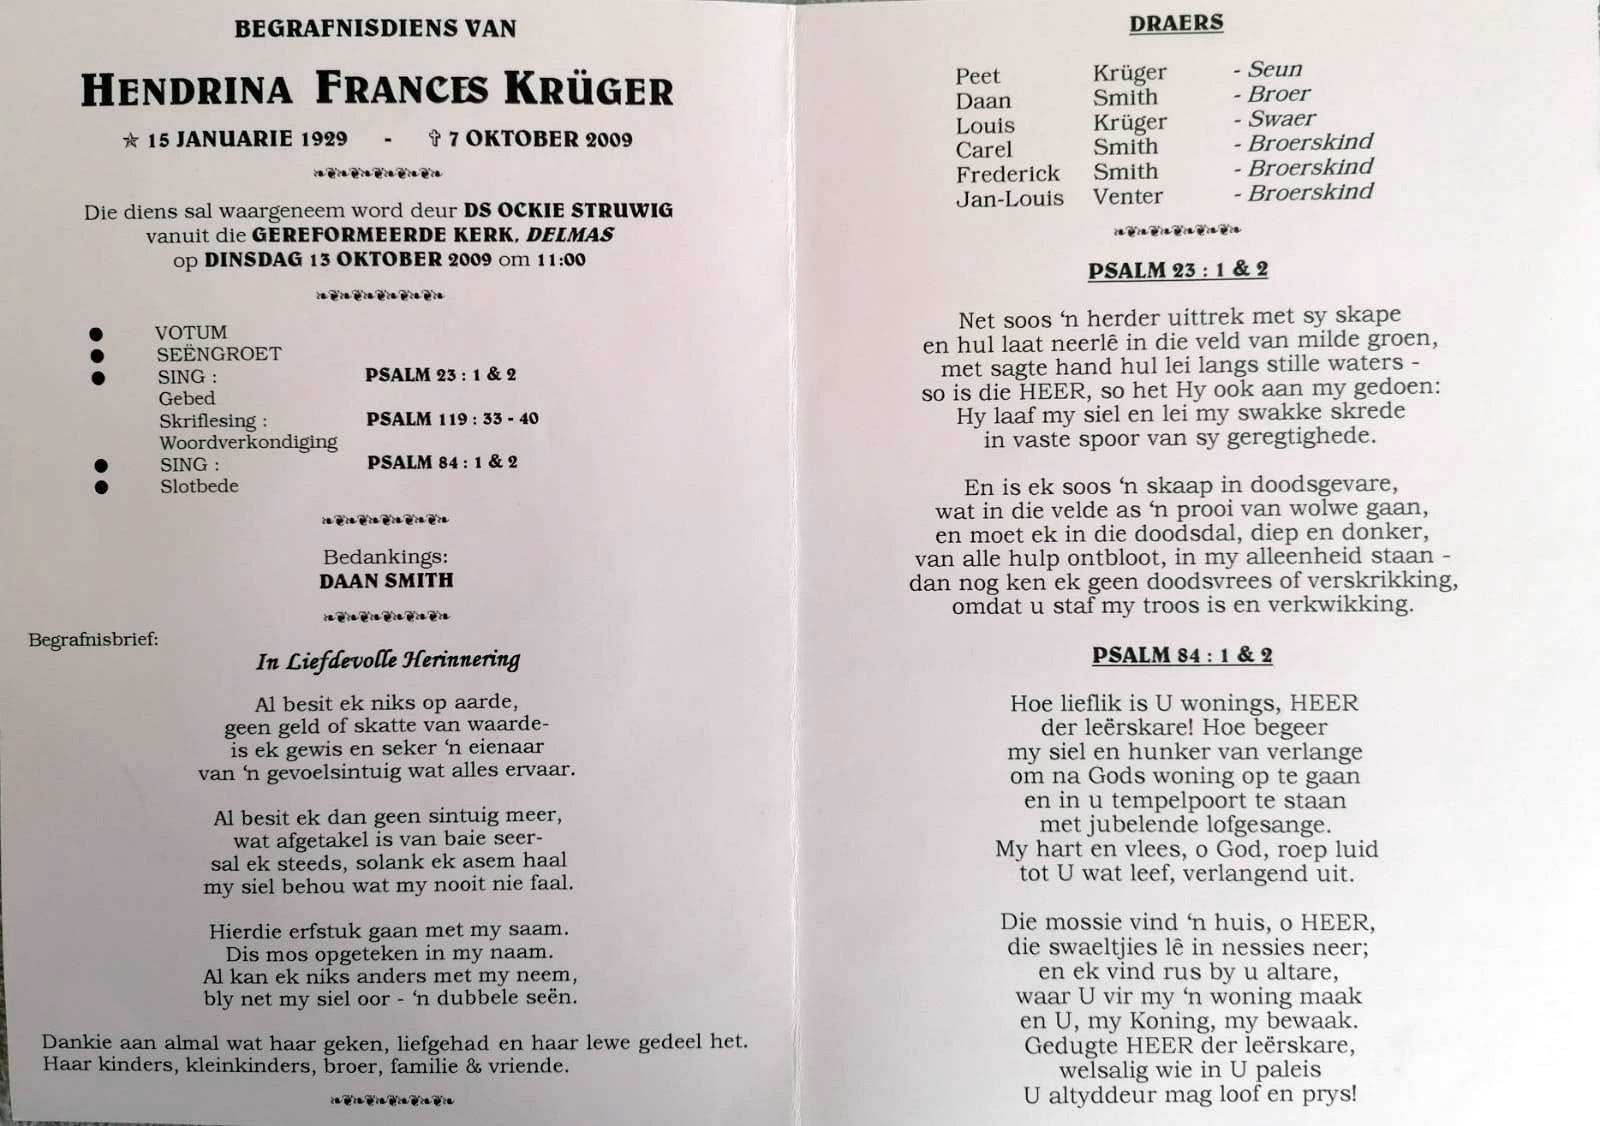 BEGRAFNISDIENS VAN
HENDRINA FRANCES KRÜGER
☆ 15 JANUARIE 1929 - ✞ 7 OKTOBER 2009
Die diens sal waargeneem word deur DS OCKIE STRUWIG
vanuit die GEREFORMEERDE KERK, DELMAS
op DINSDAG 13 OKTOBER 2009 om 11:00
● VOTUM
● SEËNGROET
● SING : PSALM 23 : 1 & 2
Gebed
Skriflesing : PSALM 119 : 33 - 40
Woordverkondiging
● SING : PSALM 84 : 1 & 2
● Slotbede
Bedankings:
DAAN SMITH
Begrafnisbrief:
In Liefdevolle Herinnering
Al besit ek niks op aarde,
geen geld of skatte van waarde-
is ek gewis en seker ‘n eienaar
van ‘n gevoelsintuig wat alles ervaar.
Al besit ek dan geen sintuig meer,
wat afgetakel is van baie seer-
sal ek steeds, solank ek asem haal
my siel behou wat my nooit nie faal.
Hierdie erfstuk gaan met my saam.
Dis mos opgeteken in my naam.
Al kan ek niks anders met my neem,
bly net my siel oor - ‘n dubbele seën.
Dankie aan almal wat haar geken, liefgehad en haar lewe gedeel het.
Haar kinders, kleinkinders, broer, familie & vriende.
DRAERS
Peet Krüger - Seun
Daan Smith - Broer
Louis Krüger - Swaer
Carel Smith - Broerskind
Frederick Smith - Broerskind
Jan-Louis Venter - Broerskind
PSALM 23 : 1 & 2
Net soos ‘n herder uittrek met sy skape
en hul laat neerlê in die veld van milde groen,
met sagte hand hul lei langs stille waters -
so is die HEER, so het Hy ook aan my gedoen:
Hy laaf my siel en lei my swakke skrede
in vaste spoor van sy geregtighede.
En is ek soos ‘n skaap in doodsgevare,
wat in die velde as ‘n prooi van wolwe gaan,
en moet ek in die doodsdal, diep en donker,
van alle hulp ontbloot, in my alleenheid staan -
dan nog ken ek geen doodsvrees of verskrikking,
omdat u staf my troos is en verkwikking.
PSALM 84 : 1 & 2
Hoe lieflik is U wonings, HEER
der leërskare! Hoe begeer
my siel en hunker van verlange
om na Gods woning op te gaan
en in u tempelpoort te staan
met jubelende lofgesange.
My hart en vlees, o God, roep luid
tot U wat leef, verlangend uit.
Die mossie vind ‘n huis, o HEER,
die swaeltjies lê in nessies neer;
en ek vind rus by u altare,
waar U vir my ‘n woning maak
en U, my Koning, my bewaak.
Gedugte HEER der leërskare,
welsalig wie in U paleis
U altyddeur mag loof en prys!